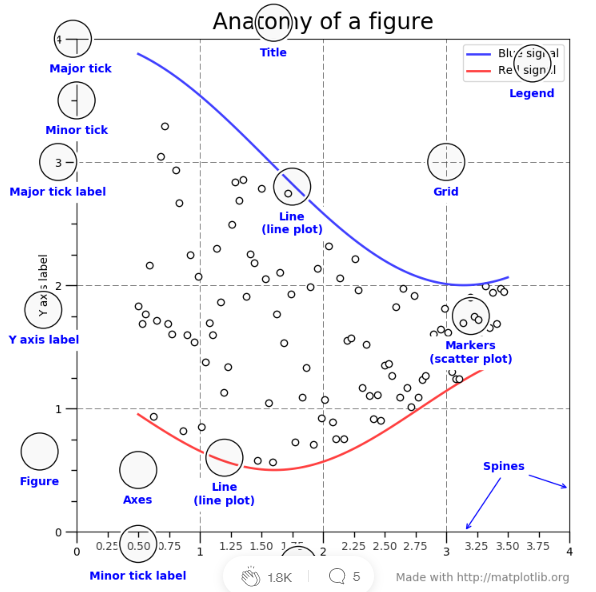 Anatomy of a figure
Title
Blue signal
Red signal
Legend
4
Major tick
Minor tick
3
Major tick label
Grid
Line
(line plot)
Y axis label
2
Y axis label
Markers
(scatter plot)
1
Figure
Axes
Line
(line plot)
Spines
0
0 0.25 0.50 0.75 1 1.25 1.50 1.75 2 2.25 2.50 2.75 3 3.25 3.50 3.75 4
Minor tick label
1.8K
5
Made with http://matplotlib.org